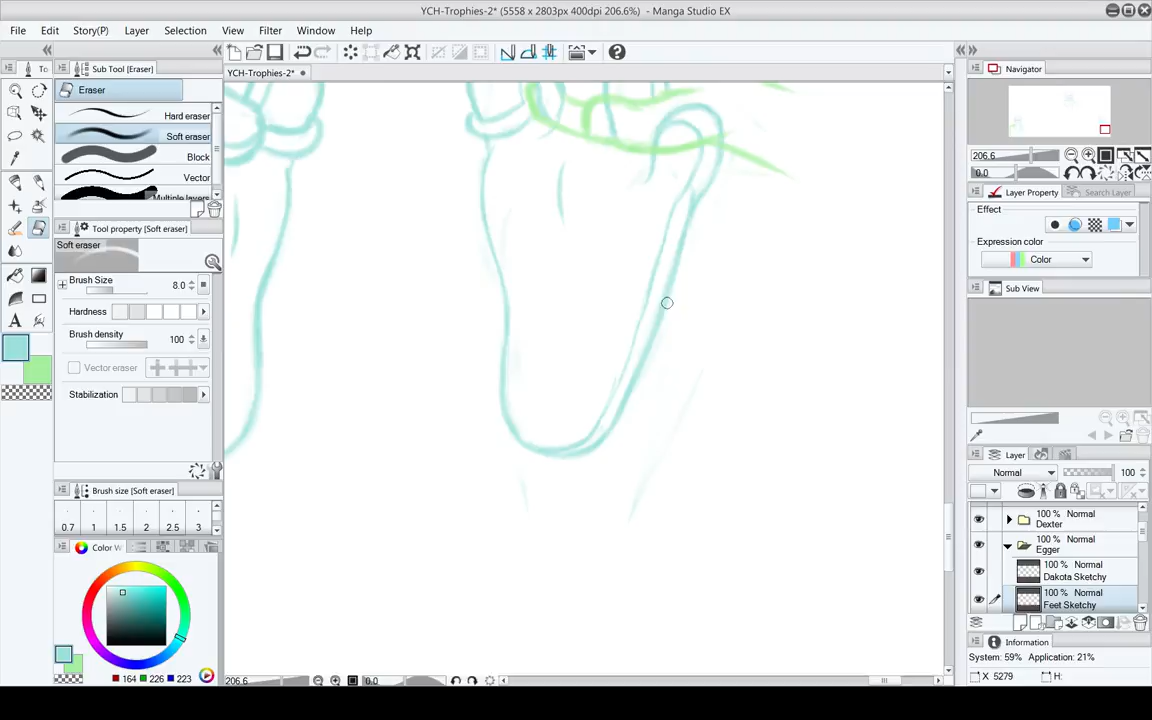 YCH-Trophies-2* (5558 x 2803px 400dpi 206.6%) - Manga Studio EX
File Edit Story(P) Layer Selection View Filter Window Help
Sub Tool [Eraser]
Eraser
Hard eraser
Soft eraser
Block
Vector
Multiple layers
Tool property [Soft eraser]
Soft eraser
Brush Size 8.0
Hardness
Brush density 100
Vector eraser
Stabilization
Brush size [Soft eraser]
0.7 1 1.5 2 2.5 3
Color W
164 226 223
YCH-Trophies-2*
206.6 0.0
Navigator
206.6
0.0
Layer Property Search Layer
Effect
Expression color
Color
Sub View
Layer
Normal 100
100 % Normal
Dexter
100 % Normal
Egger
100 % Normal
Dakota Sketchy
100 % Normal
Feet Sketchy
Information
System: 59% Application: 21%
X 5279 H: